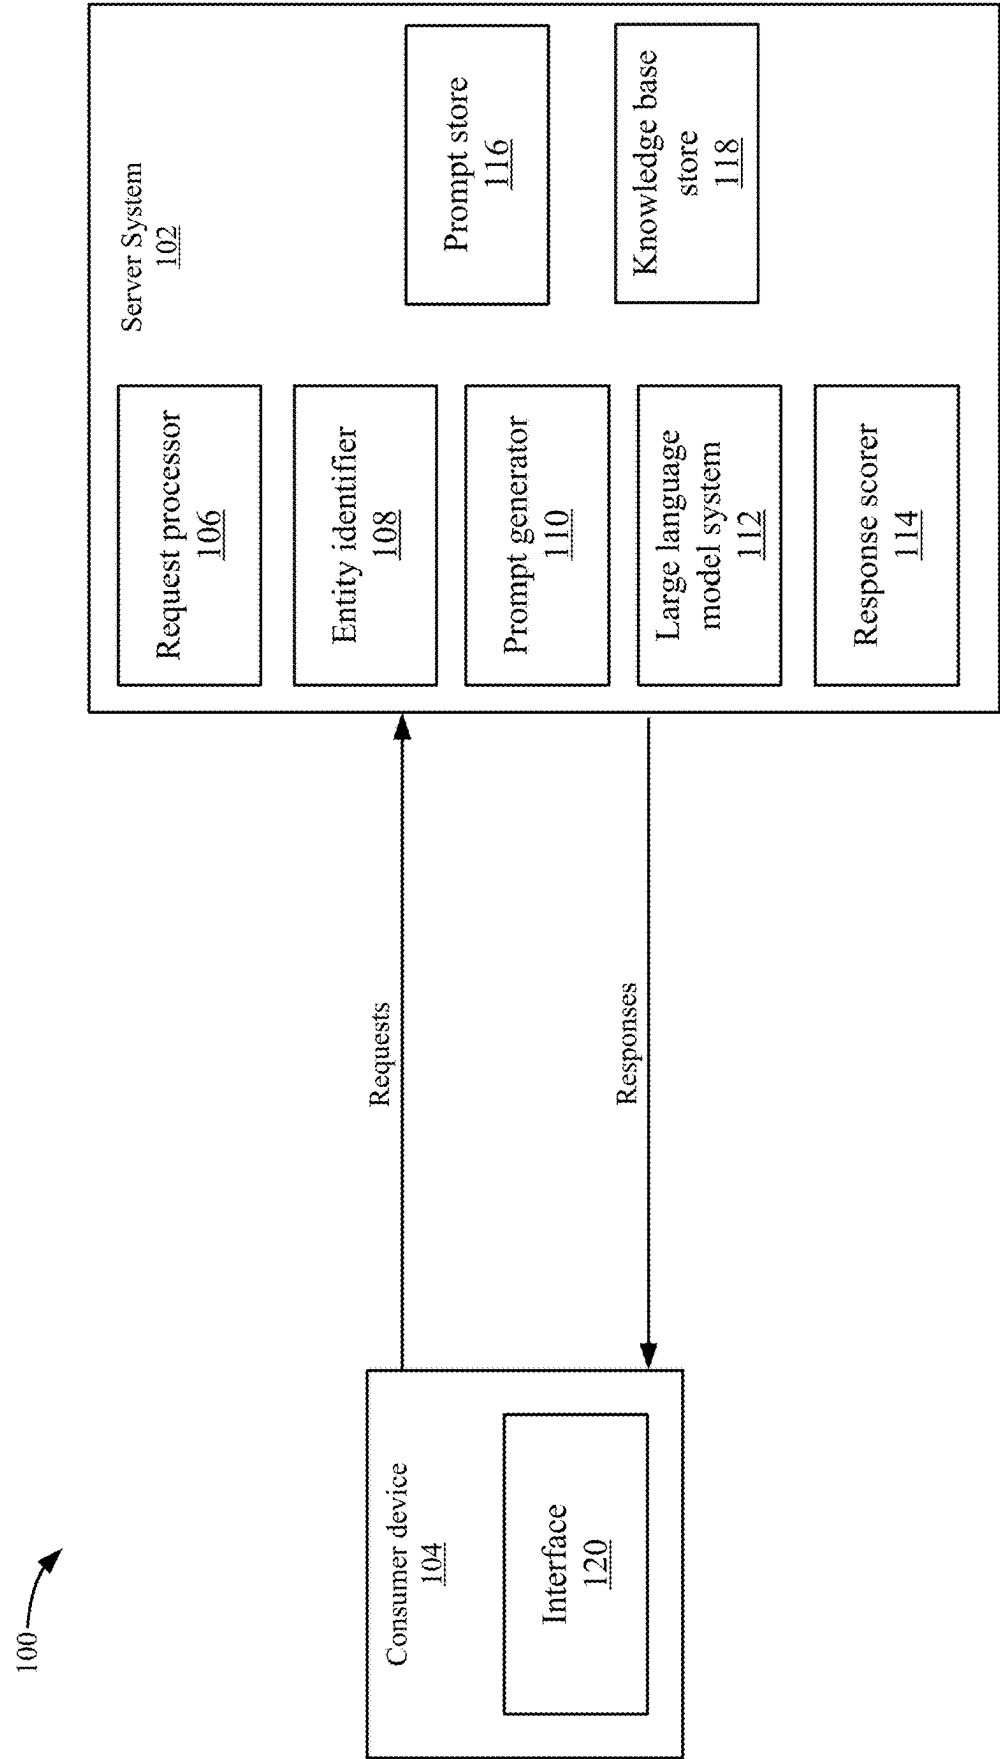 100
Consumer device
104
Interface
120
Requests
Responses
Server System
102
Request processor
106
Entity identifier
108
Prompt generator
110
Large language
model system
112
Response scorer
114
Prompt store
116
Knowledge base
store
118